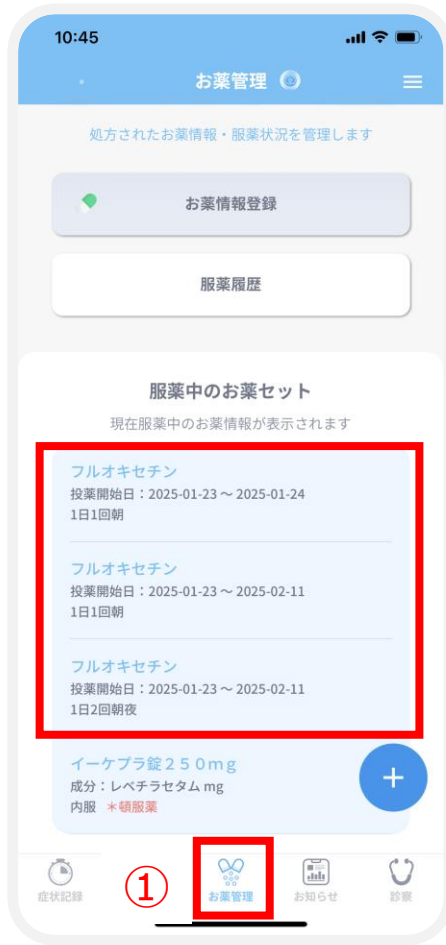 10:45
お薬管理
処方されたお薬情報・服薬状況を管理します
お薬情報登録
服薬履歴
服薬中のお薬セット
現在服薬中のお薬情報が表示されます
フルオキセチン
投薬開始日：2025-01-23 ～ 2025-01-24
1日1回朝
フルオキセチン
投薬開始日：2025-01-23 ～ 2025-02-11
1日1回朝
フルオキセチン
投薬開始日：2025-01-23 ～ 2025-02-11
1日2回朝夜
イーケプラ錠２５０ｍｇ
成分：レベチラセタム mg
内服 ＊頓服薬
+
症状記録 ① お薬管理 お知らせ 診察